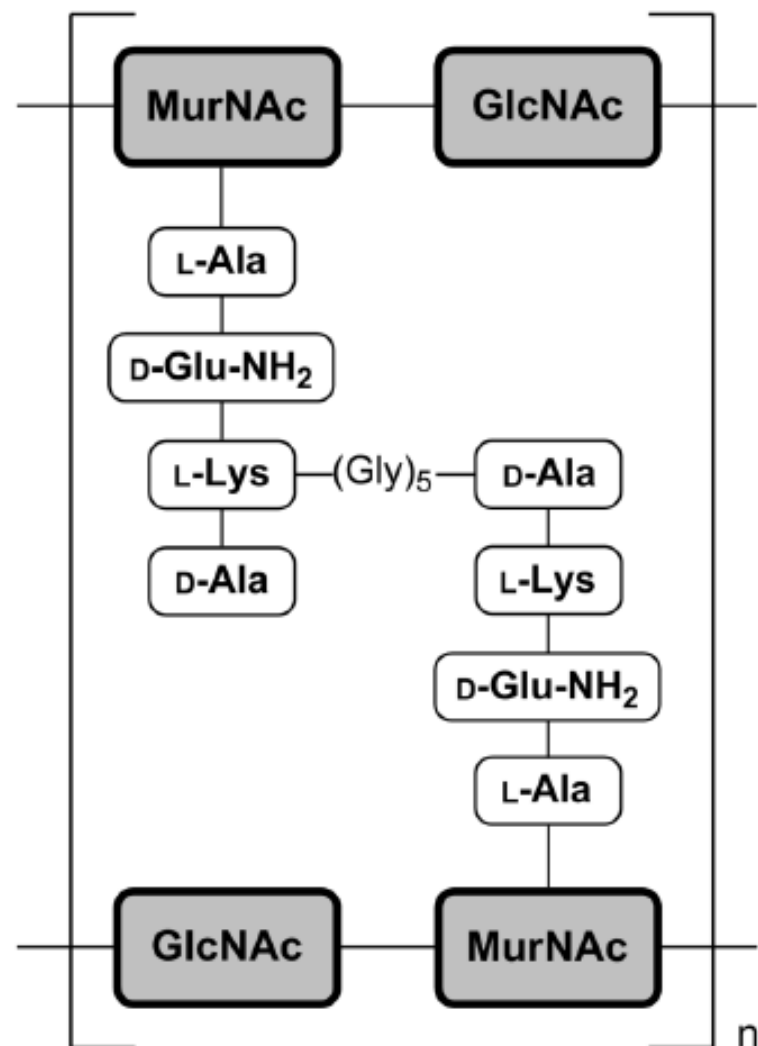 MurNAc GlcNAc
L-Ala
D-Glu-NH₂
L-Lys (Gly)₅ D-Ala
D-Ala L-Lys
D-Glu-NH₂
L-Ala
GlcNAc MurNAc
n